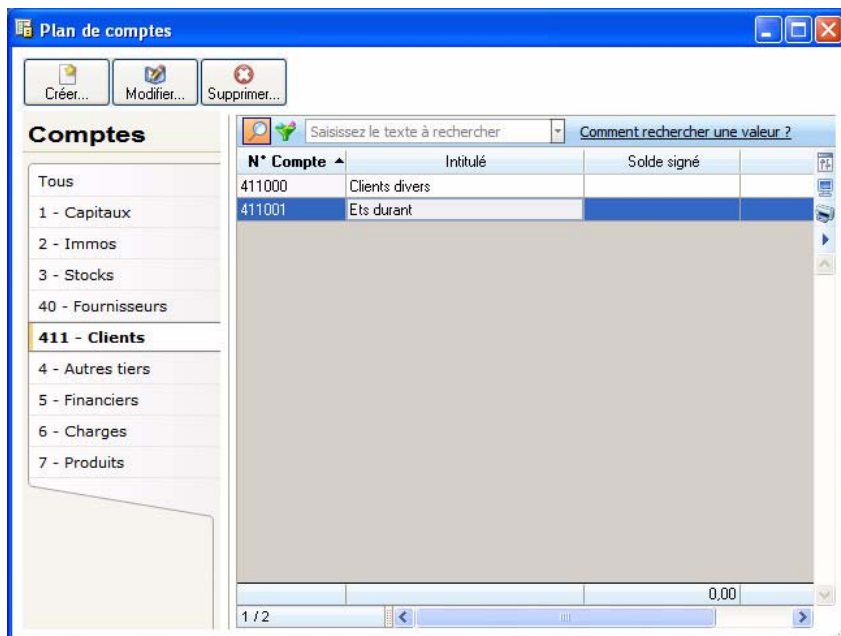 Plan de comptes
Créer... Modifier... Supprimer...
Comptes
Tous
1 - Capitaux
2 - Immos
3 - Stocks
40 - Fournisseurs
411 - Clients
4 - Autres tiers
5 - Financiers
6 - Charges
7 - Produits
Saisissez le texte à rechercher Comment rechercher une valeur ?
N° Compte Intitulé Solde signé
411000 Clients divers
411001 Ets durant
0,00
1 / 2